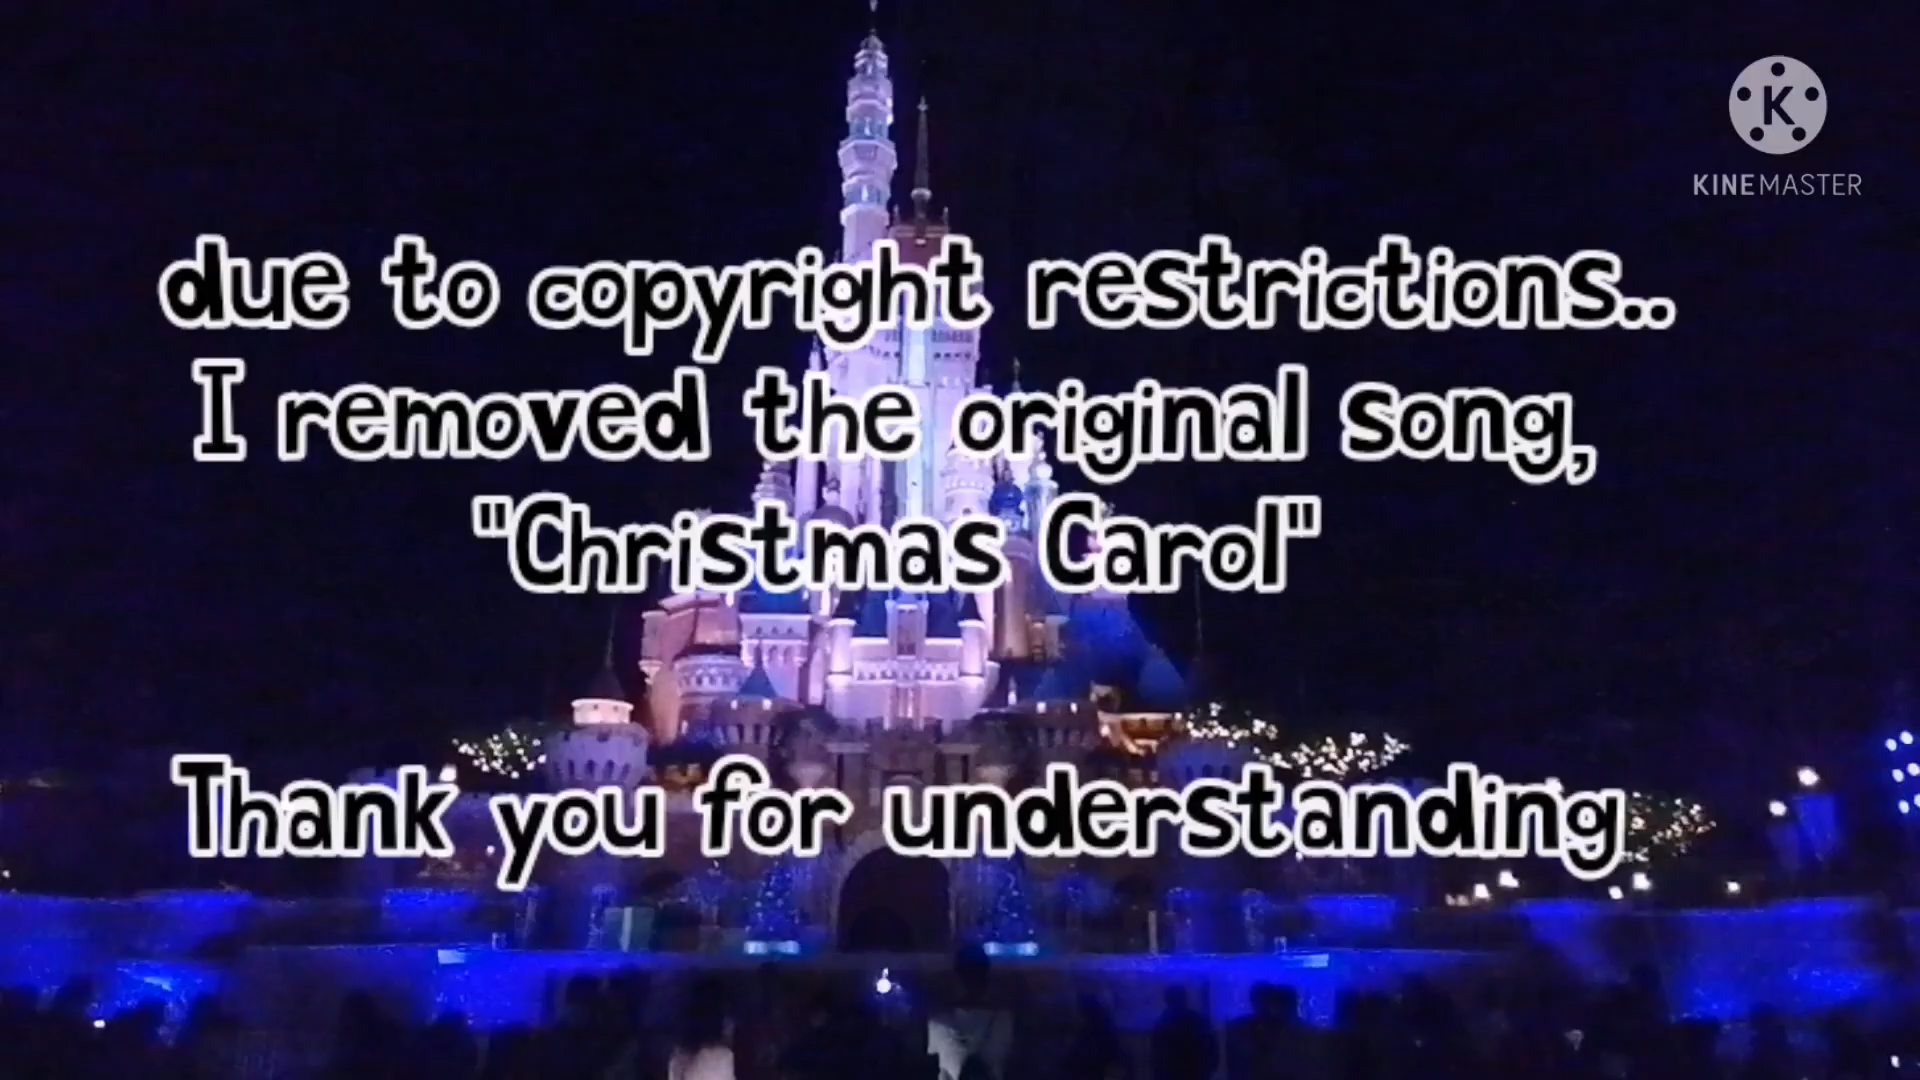 KINEMASTER
due to copyright restrictions..
I removed the original song,
"Christmas Carol"
Thank you for understanding